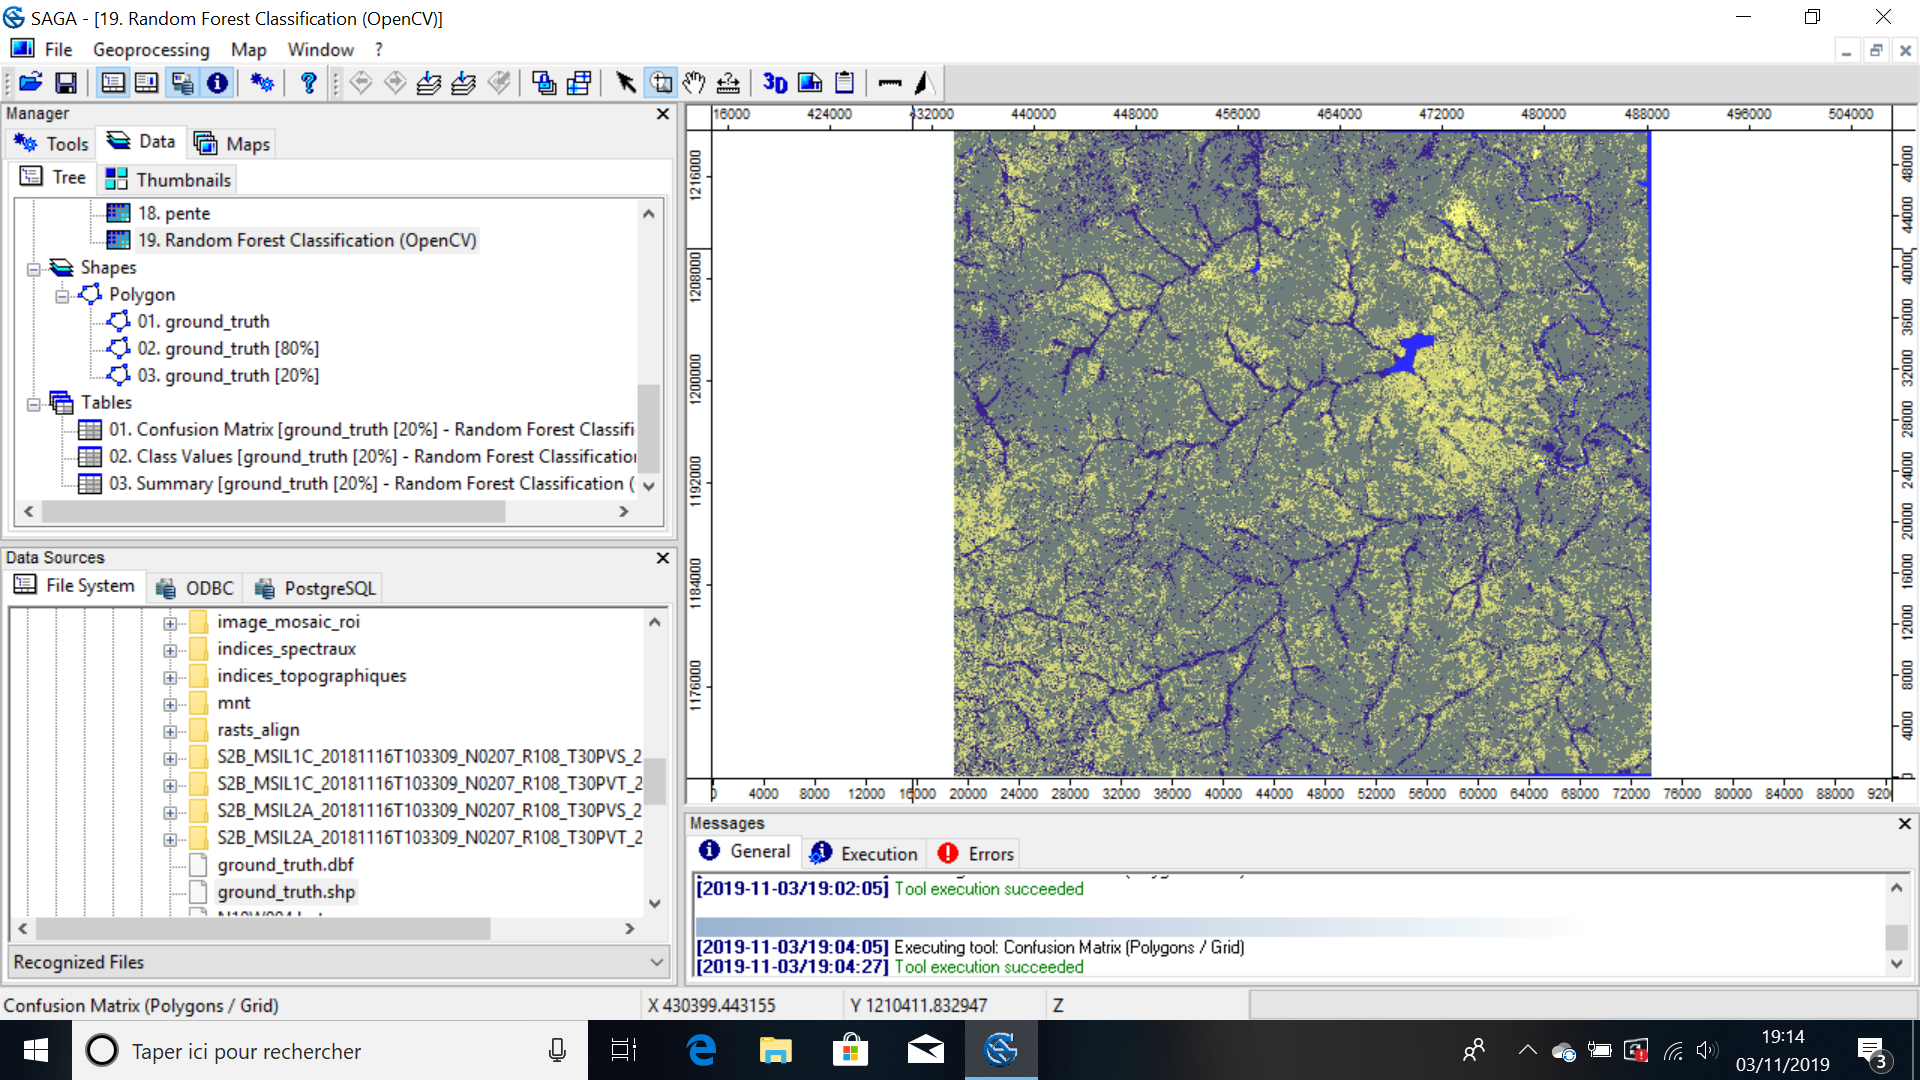 SAGA - [19. Random Forest Classification (OpenCV)]
File Geoprocessing Map Window ?
3D
Manager
Tools Data Maps
Tree Thumbnails
18. pente
19. Random Forest Classification (OpenCV)
Shapes
Polygon
01. ground_truth
02. ground_truth [80%]
03. ground_truth [20%]
Tables
01. Confusion Matrix [ground_truth [20%] - Random Forest Classifi
02. Class Values [ground_truth [20%] - Random Forest Classification
03. Summary [ground_truth [20%] - Random Forest Classification (
Data Sources
File System ODBC PostgreSQL
image_mosaic_roi
indices_spectraux
indices_topographiques
mnt
rasts_align
S2B_MSIL1C_20181116T103309_N0207_R108_T30PVS_2
S2B_MSIL1C_20181116T103309_N0207_R108_T30PVT_2
S2B_MSIL2A_20181116T103309_N0207_R108_T30PVS_2
S2B_MSIL2A_20181116T103309_N0207_R108_T30PVT_2
ground_truth.dbf
ground_truth.shp
Recognized Files
16000 424000 432000 440000 448000 456000 464000 472000 480000 488000 496000 504000
1216000
1208000
1200000
1192000
1184000
1176000
48000
44000
40000
36000
32000
28000
24000
20000
16000
12000
8000
4000
0
0 4000 8000 12000 16000 20000 24000 28000 32000 36000 40000 44000 48000 52000 56000 60000 64000 68000 72000 76000 80000 84000 88000 920
Messages
General Execution Errors
[2019-11-03/19:02:05] Tool execution succeeded
[2019-11-03/19:04:05] Executing tool: Confusion Matrix (Polygons / Grid)
[2019-11-03/19:04:27] Tool execution succeeded
Confusion Matrix (Polygons / Grid) X 430399.443155 Y 1210411.832947 Z
Taper ici pour rechercher
19:14
03/11/2019
3